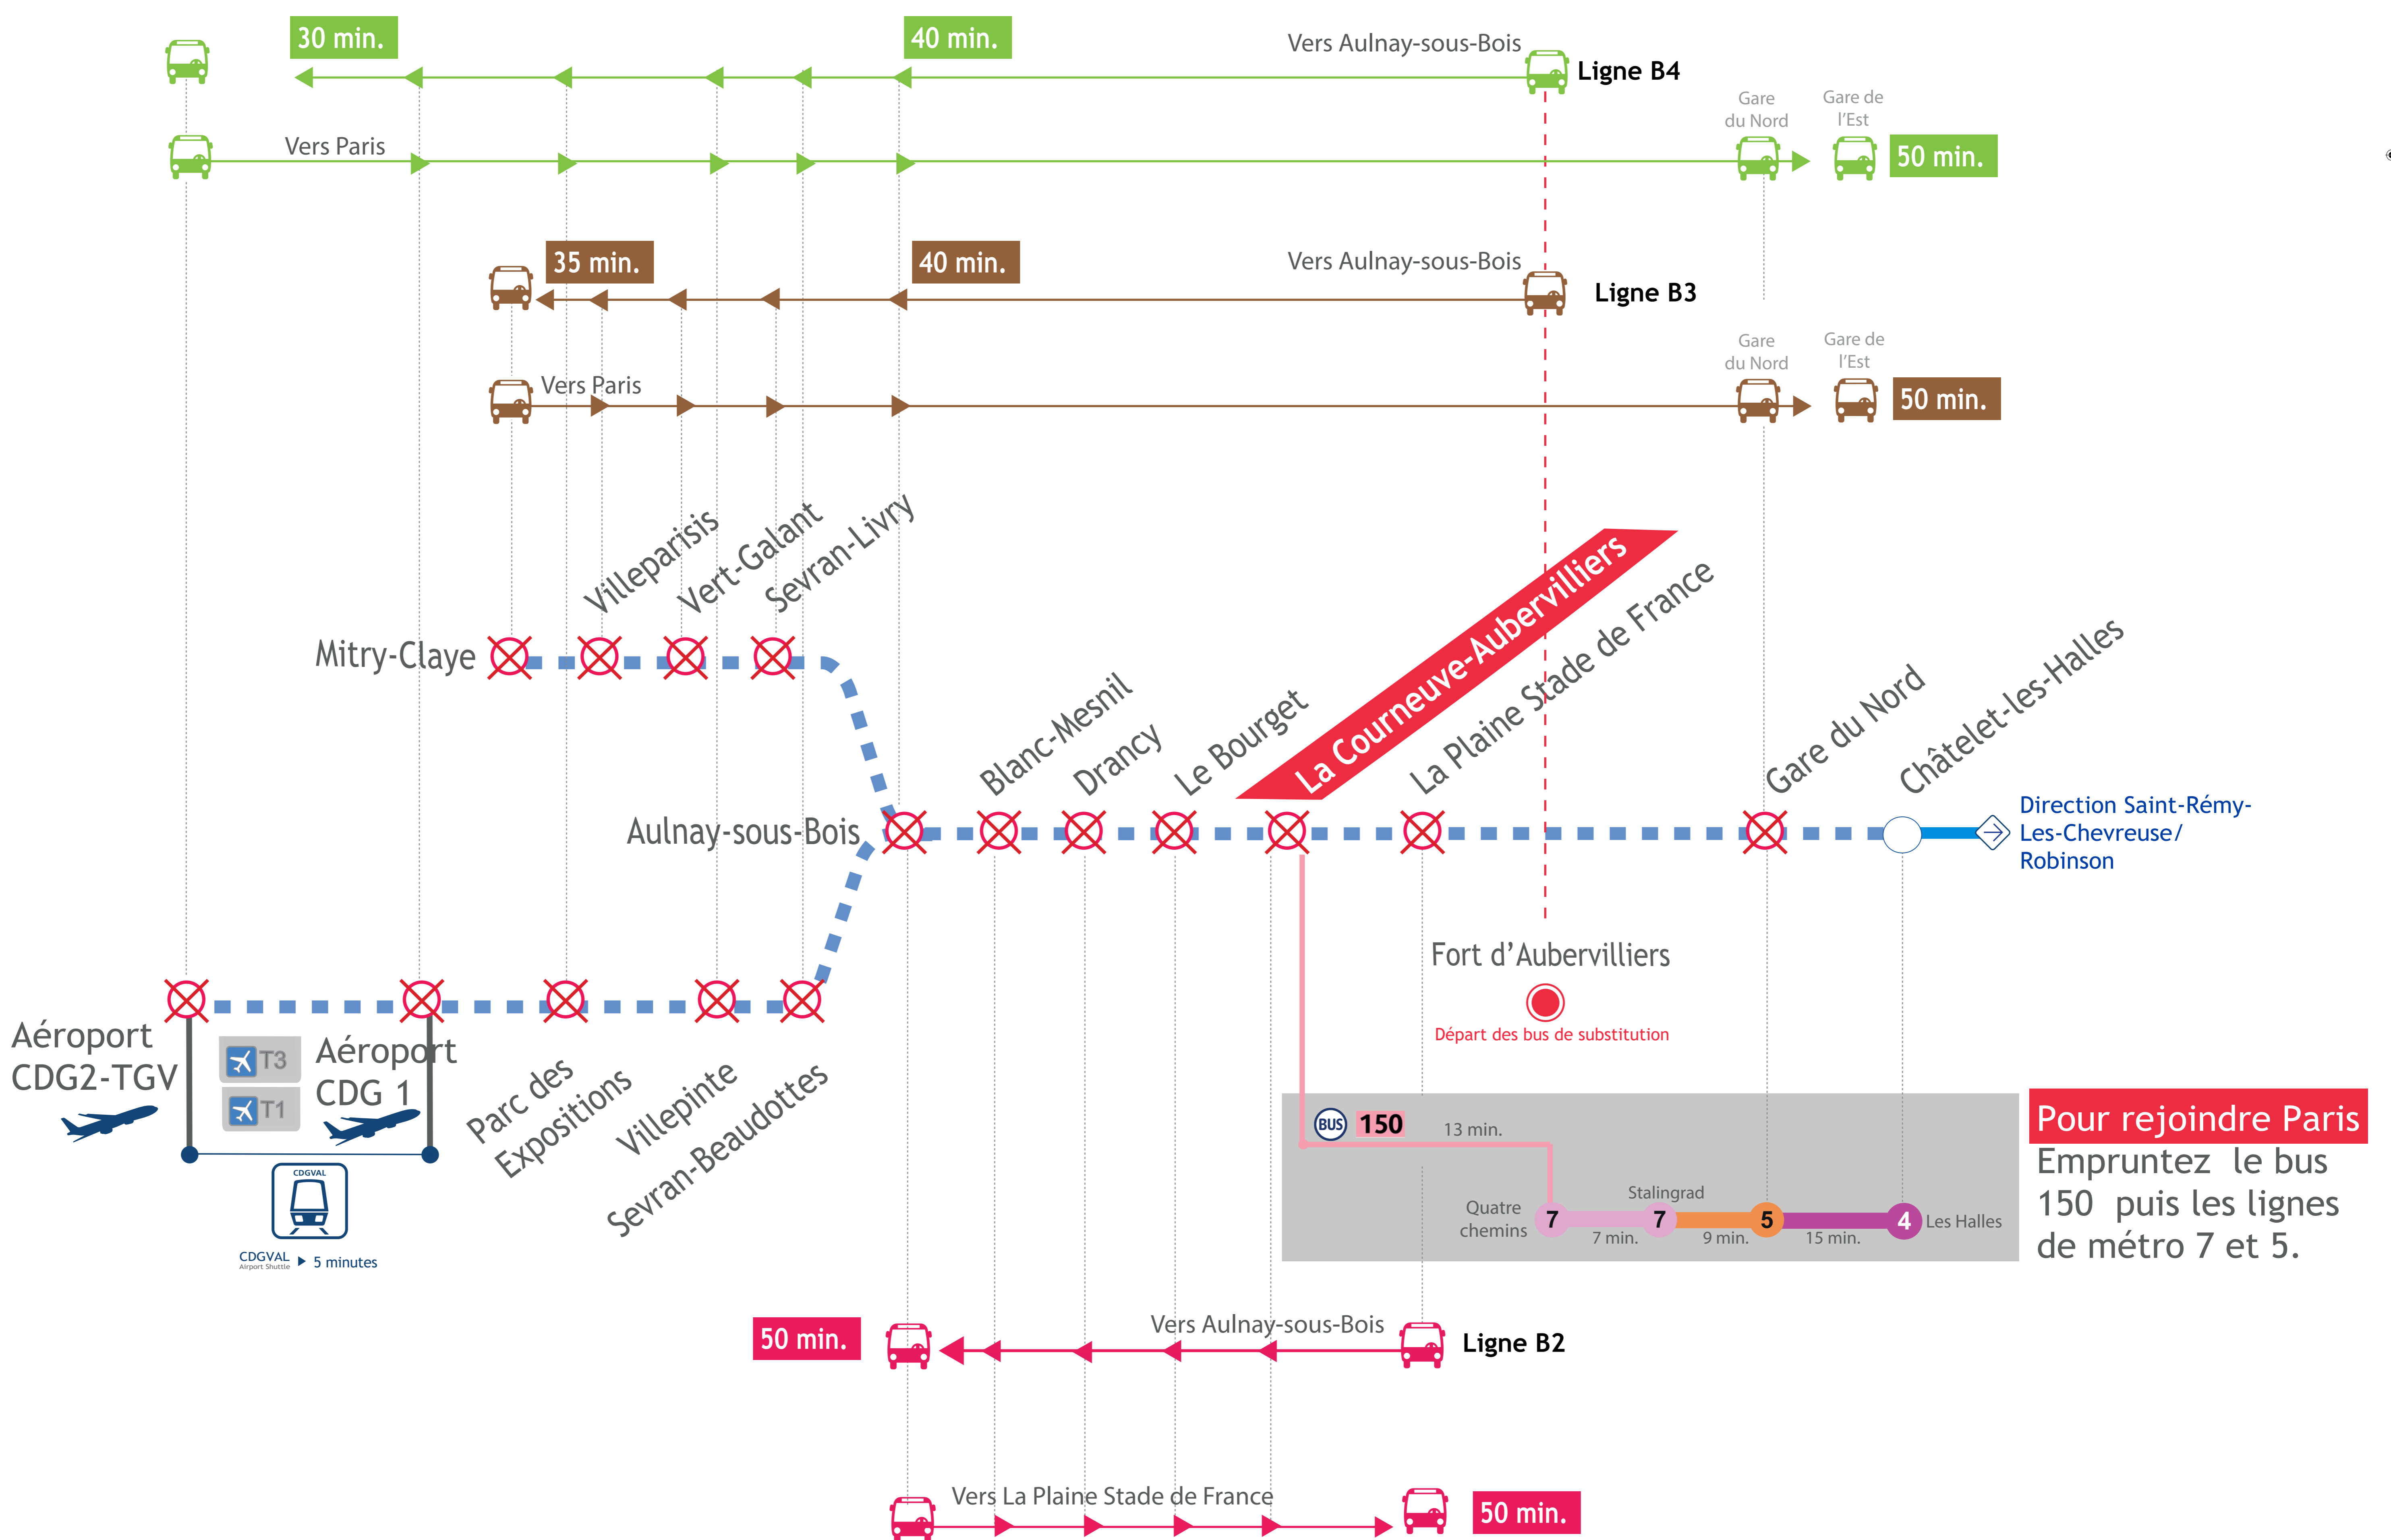 30 min.
40 min.
Vers Aulnay-sous-Bois
Ligne B4
Vers Paris
Gare
du Nord
Gare de
l'Est
50 min.
35 min.
40 min.
Vers Aulnay-sous-Bois
Ligne B3
Vers Paris
Gare
du Nord
Gare de
l'Est
50 min.
Villeparisis
Vert-Galant
Sevran-Livry
Mitry-Claye
Aulnay-sous-Bois
Blanc-Mesnil
Drancy
Le Bourget
La Courneuve-Aubervilliers
La Plaine Stade de France
Gare du Nord
Châtelet-les-Halles
Direction Saint-Rémy-
Les-Chevreuse/
Robinson
Fort d’Aubervilliers
Départ des bus de substitution
Aéroport
CDG2-TGV
T3
T1
Aéroport
CDG 1
Parc des
Expositions
Villepinte
Sevran-Beaudottes
CDGVAL
CDGVAL
Airport Shuttle
5 minutes
BUS 150
13 min.
Quatre
chemins
7
7 min.
Stalingrad
7
9 min.
5
15 min.
4
Les Halles
Pour rejoindre Paris
Empruntez le bus
150 puis les lignes
de métro 7 et 5.
50 min.
Vers Aulnay-sous-Bois
Ligne B2
Vers La Plaine Stade de France
50 min.